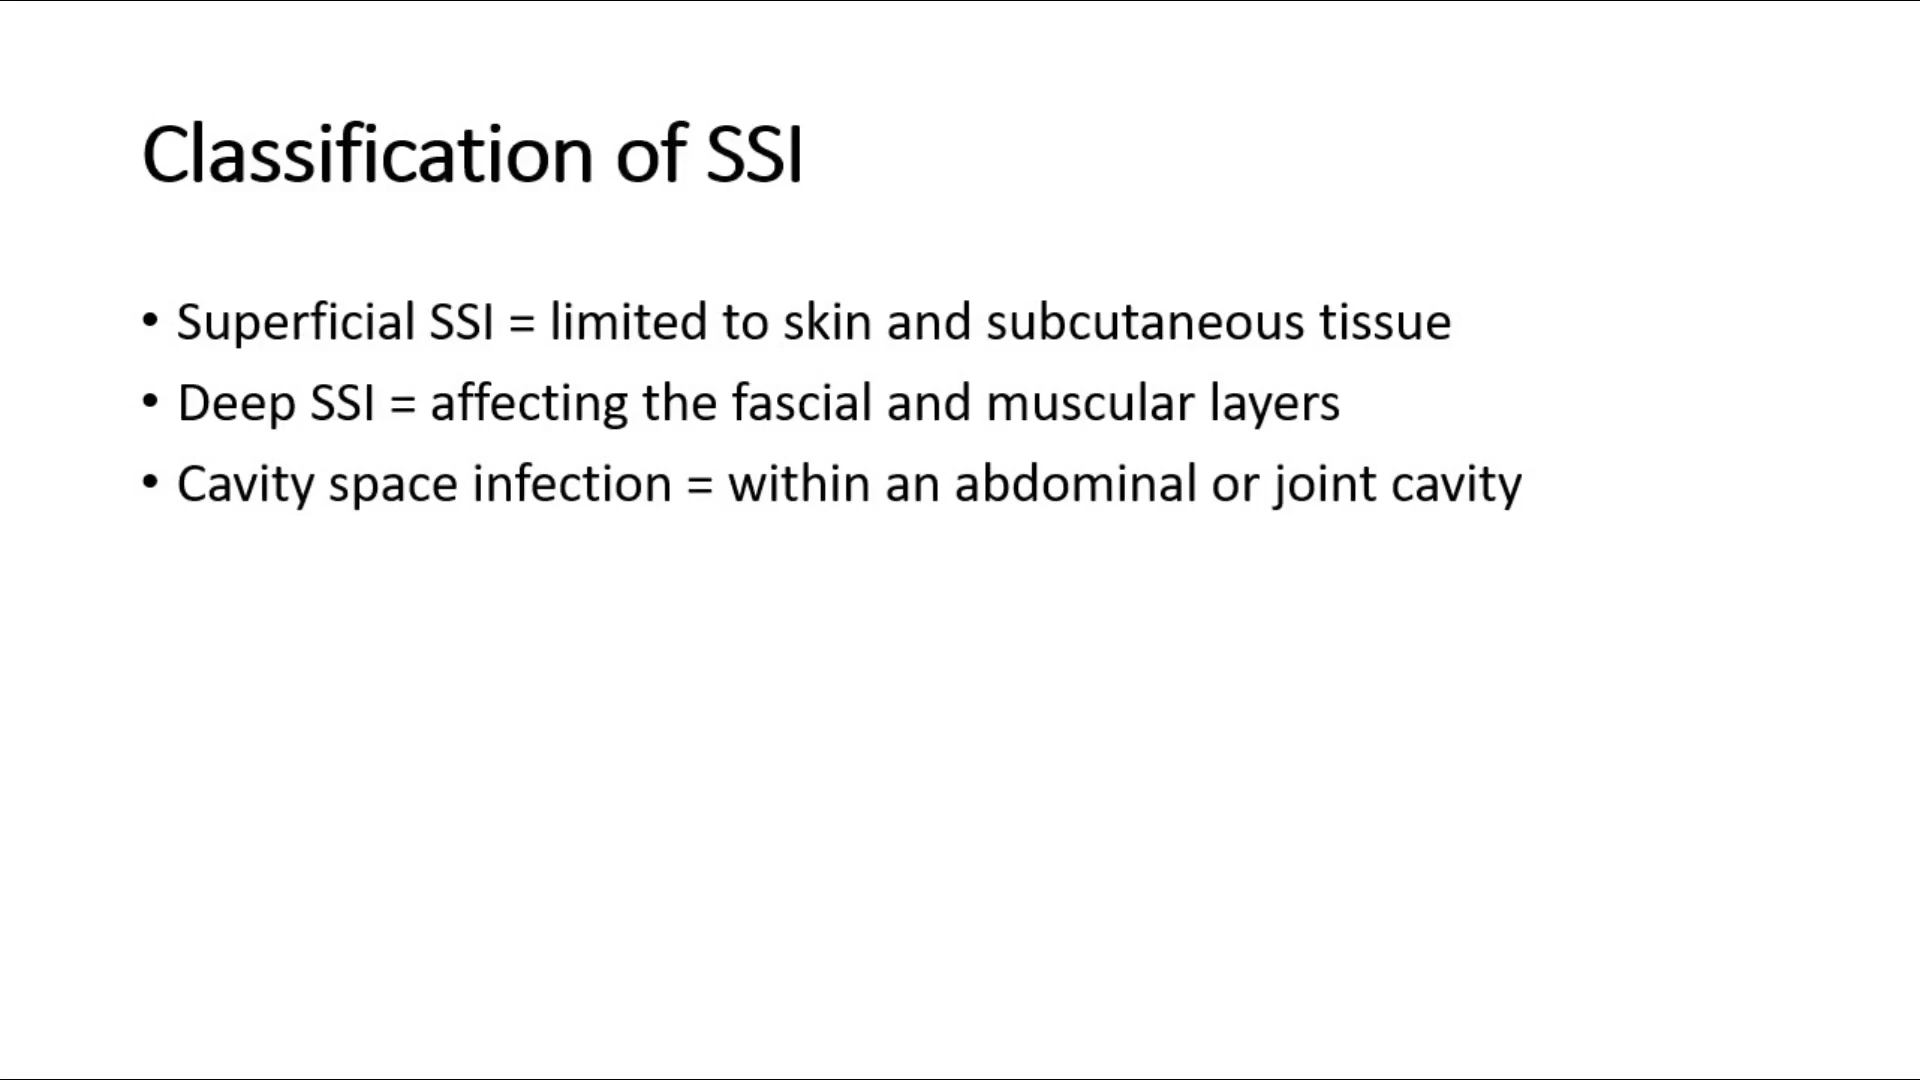 Classification of SSI
• Superficial SSI = limited to skin and subcutaneous tissue
• Deep SSI = affecting the fascial and muscular layers
• Cavity space infection = within an abdominal or joint cavity